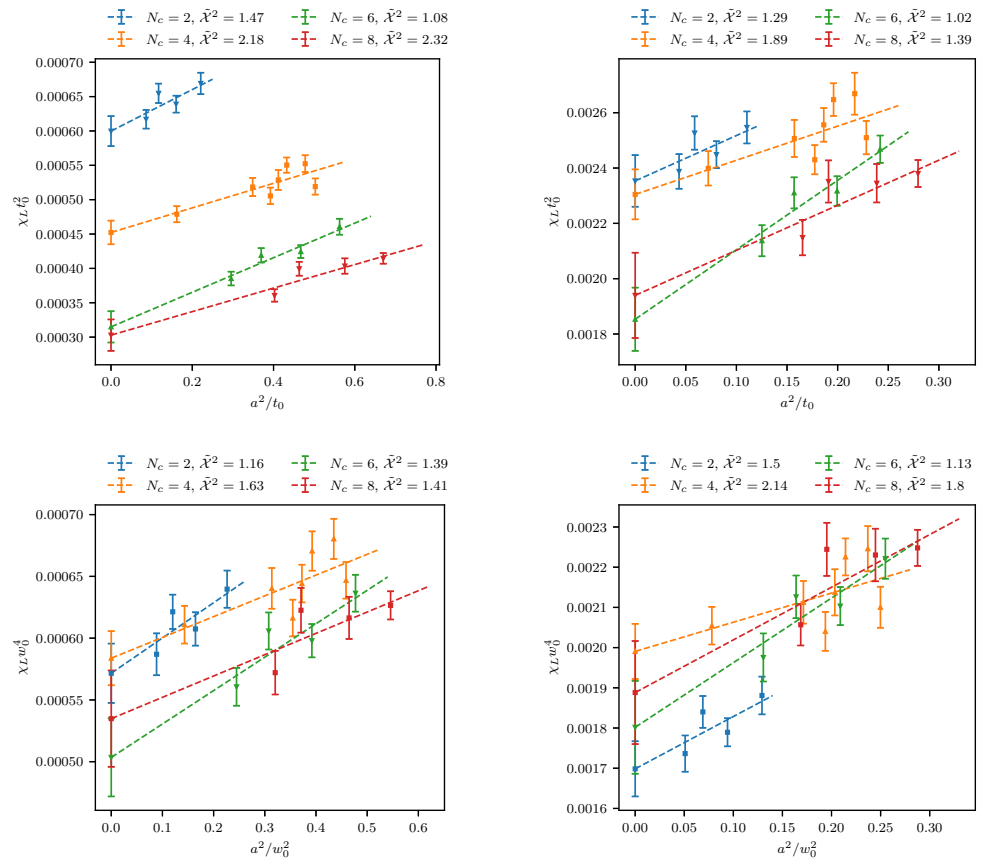 N_c = 2, χ̃² = 1.47
N_c = 4, χ̃² = 2.18
N_c = 6, χ̃² = 1.08
N_c = 8, χ̃² = 2.32
0.00070
0.00065
0.00060
0.00055
0.00050
0.00045
0.00040
0.00035
0.00030
χ_L t_0^2
0.0 0.2 0.4 0.6 0.8
a²/t_0
N_c = 2, χ̃² = 1.29
N_c = 4, χ̃² = 1.89
N_c = 6, χ̃² = 1.02
N_c = 8, χ̃² = 1.39
0.0026
0.0024
0.0022
0.0020
0.0018
χ_L t_0^2
0.00 0.05 0.10 0.15 0.20 0.25 0.30
a²/t_0
N_c = 2, χ̃² = 1.16
N_c = 4, χ̃² = 1.63
N_c = 6, χ̃² = 1.39
N_c = 8, χ̃² = 1.41
0.00070
0.00065
0.00060
0.00055
0.00050
χ_L w_0^4
0.0 0.1 0.2 0.3 0.4 0.5 0.6
a²/w_0^2
N_c = 2, χ̃² = 1.5
N_c = 4, χ̃² = 2.14
N_c = 6, χ̃² = 1.13
N_c = 8, χ̃² = 1.8
0.0023
0.0022
0.0021
0.0020
0.0019
0.0018
0.0017
0.0016
χ_L w_0^4
0.00 0.05 0.10 0.15 0.20 0.25 0.30
a²/w_0^2